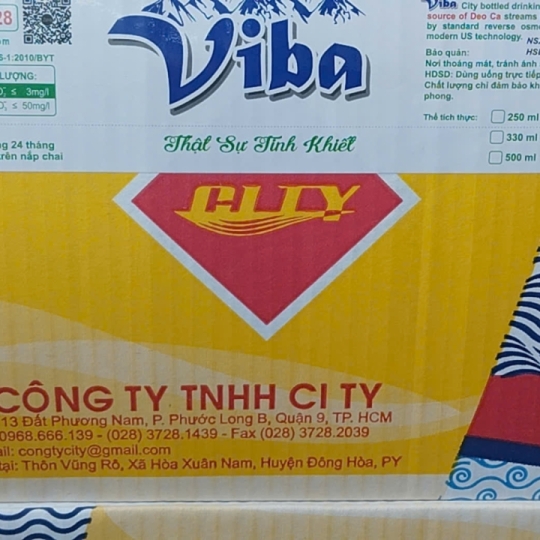 28
Viba
Viba City bottled drinking
source of Deo Ca streams
by standard reverse osmo
modern US technology.
NS
HS
5-1:2010/BYT
LƯỢNG:
≤ 3mg/l
≤ 50mg/l
Bảo quản:
Nơi thoáng mát, tránh ánh
HDSD: Dùng uống trực tiếp
Chất lượng chỉ đảm bảo kh
phong.
Thể tích thực: 250 ml
330 ml
500 ml
ng 24 tháng
trên nắp chai
Thật Sự Tinh Khiết
CITY
CÔNG TY TNHH CI TY
13 Đất Phương Nam, P. Phước Long B, Quận 9, TP. HCM
0968.666.139 - (028) 3728.1439 - Fax (028) 3728.2039
ail: congtycity@gmail.com
tại: Thôn Vũng Rô, Xã Hòa Xuân Nam, Huyện Đông Hòa, PY